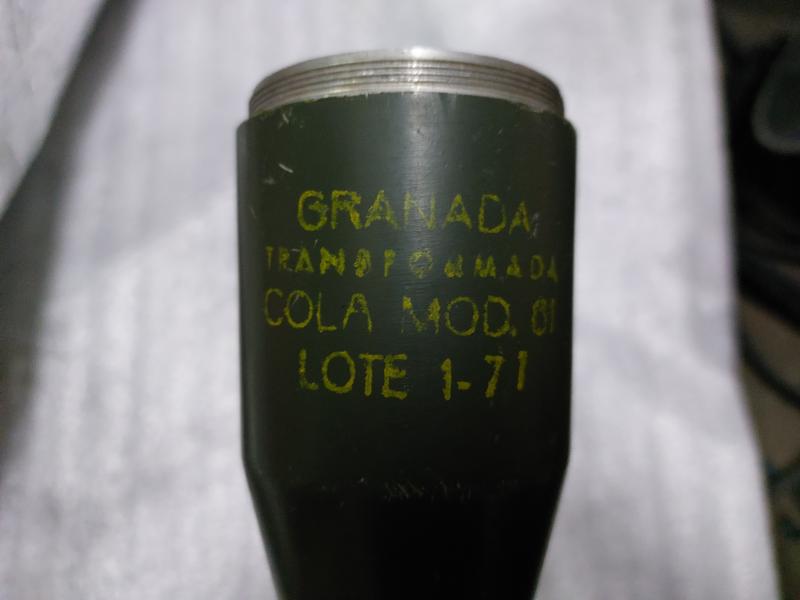 GRANADA
TRANSFORMADA
COLA MOD. 61
LOTE 1-71